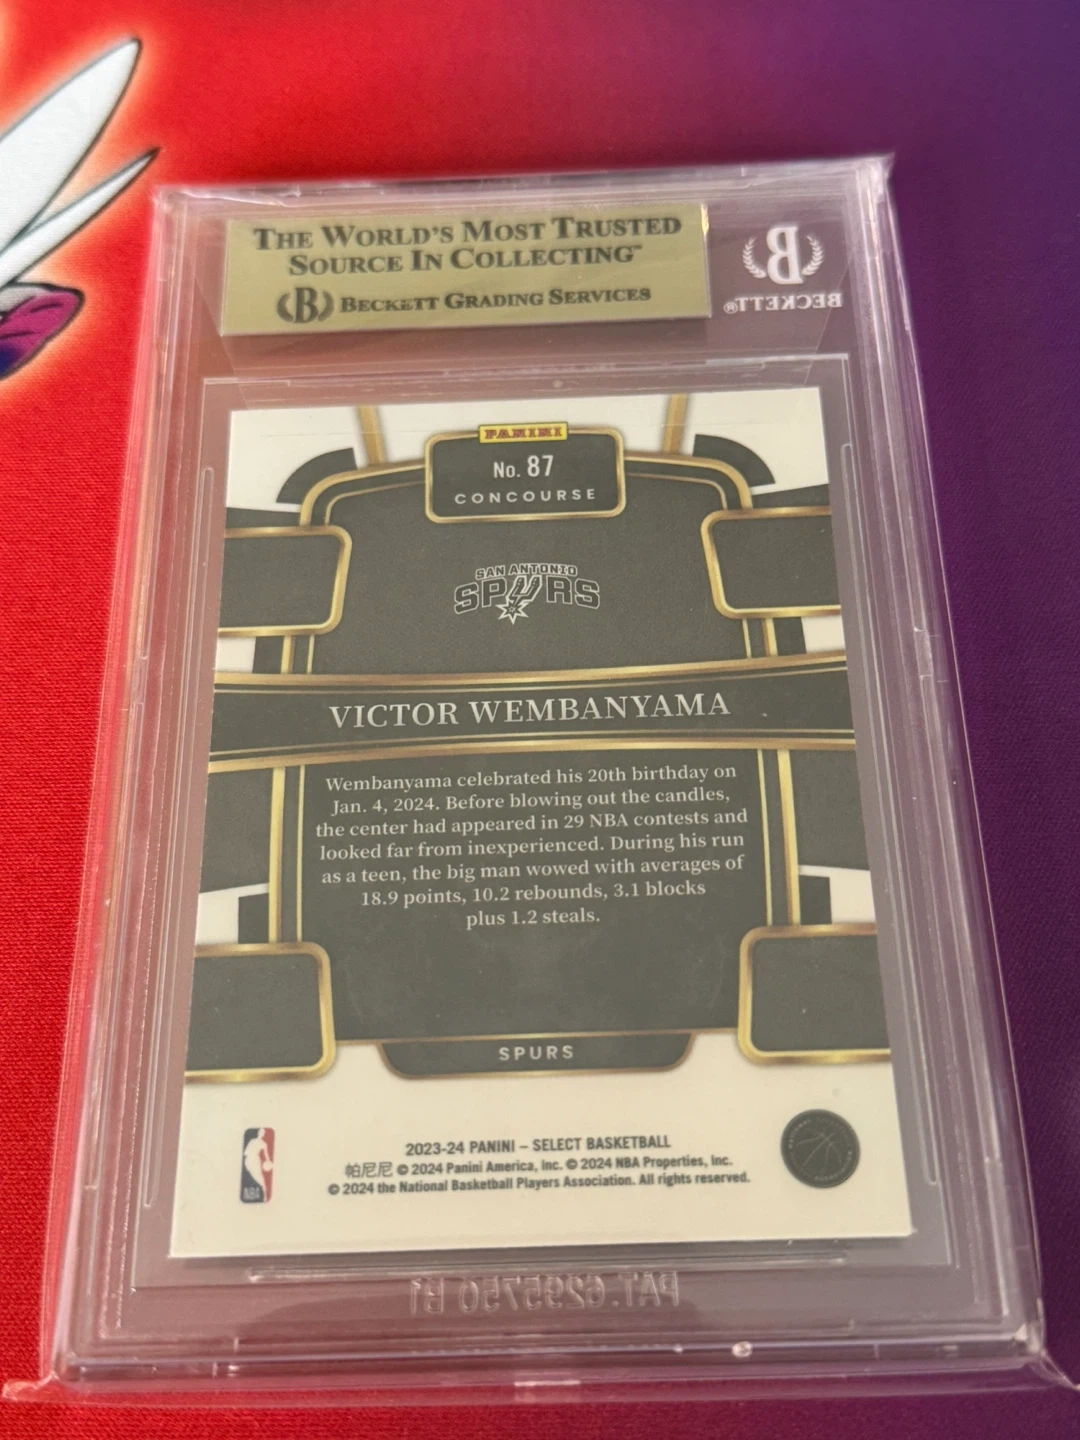 THE WORLD'S MOST TRUSTED
SOURCE IN COLLECTING™
B BECKETT GRADING SERVICES
B
BECKETT®
PANINI
No. 87
CONCOURSE
SAN ANTONIO
SPURS
VICTOR WEMBANYAMA
Wembanyama celebrated his 20th birthday on
Jan. 4, 2024. Before blowing out the candles,
the center had appeared in 29 NBA contests and
looked far from inexperienced. During his run
as a teen, the big man wowed with averages of
18.9 points, 10.2 rebounds, 3.1 blocks
plus 1.2 steals.
SPURS
NBA
2023-24 PANINI – SELECT BASKETBALL
帕尼尼 © 2024 Panini America, Inc. © 2024 NBA Properties, Inc.
© 2024 the National Basketball Players Association. All rights reserved.
PAT. 6295750 B1